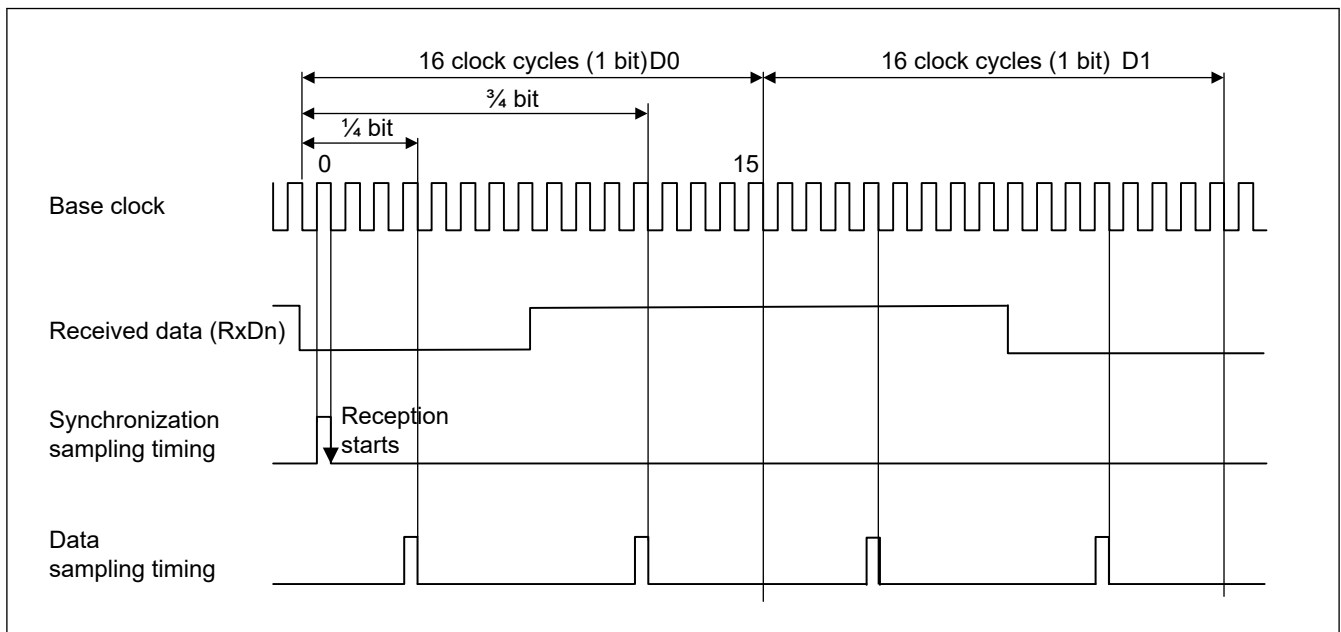 16 clock cycles (1 bit) D0
16 clock cycles (1 bit) D1
¾ bit
¼ bit
0
15
Base clock
Received data (RxDn)
Synchronization
sampling timing
Reception
starts
Data
sampling timing